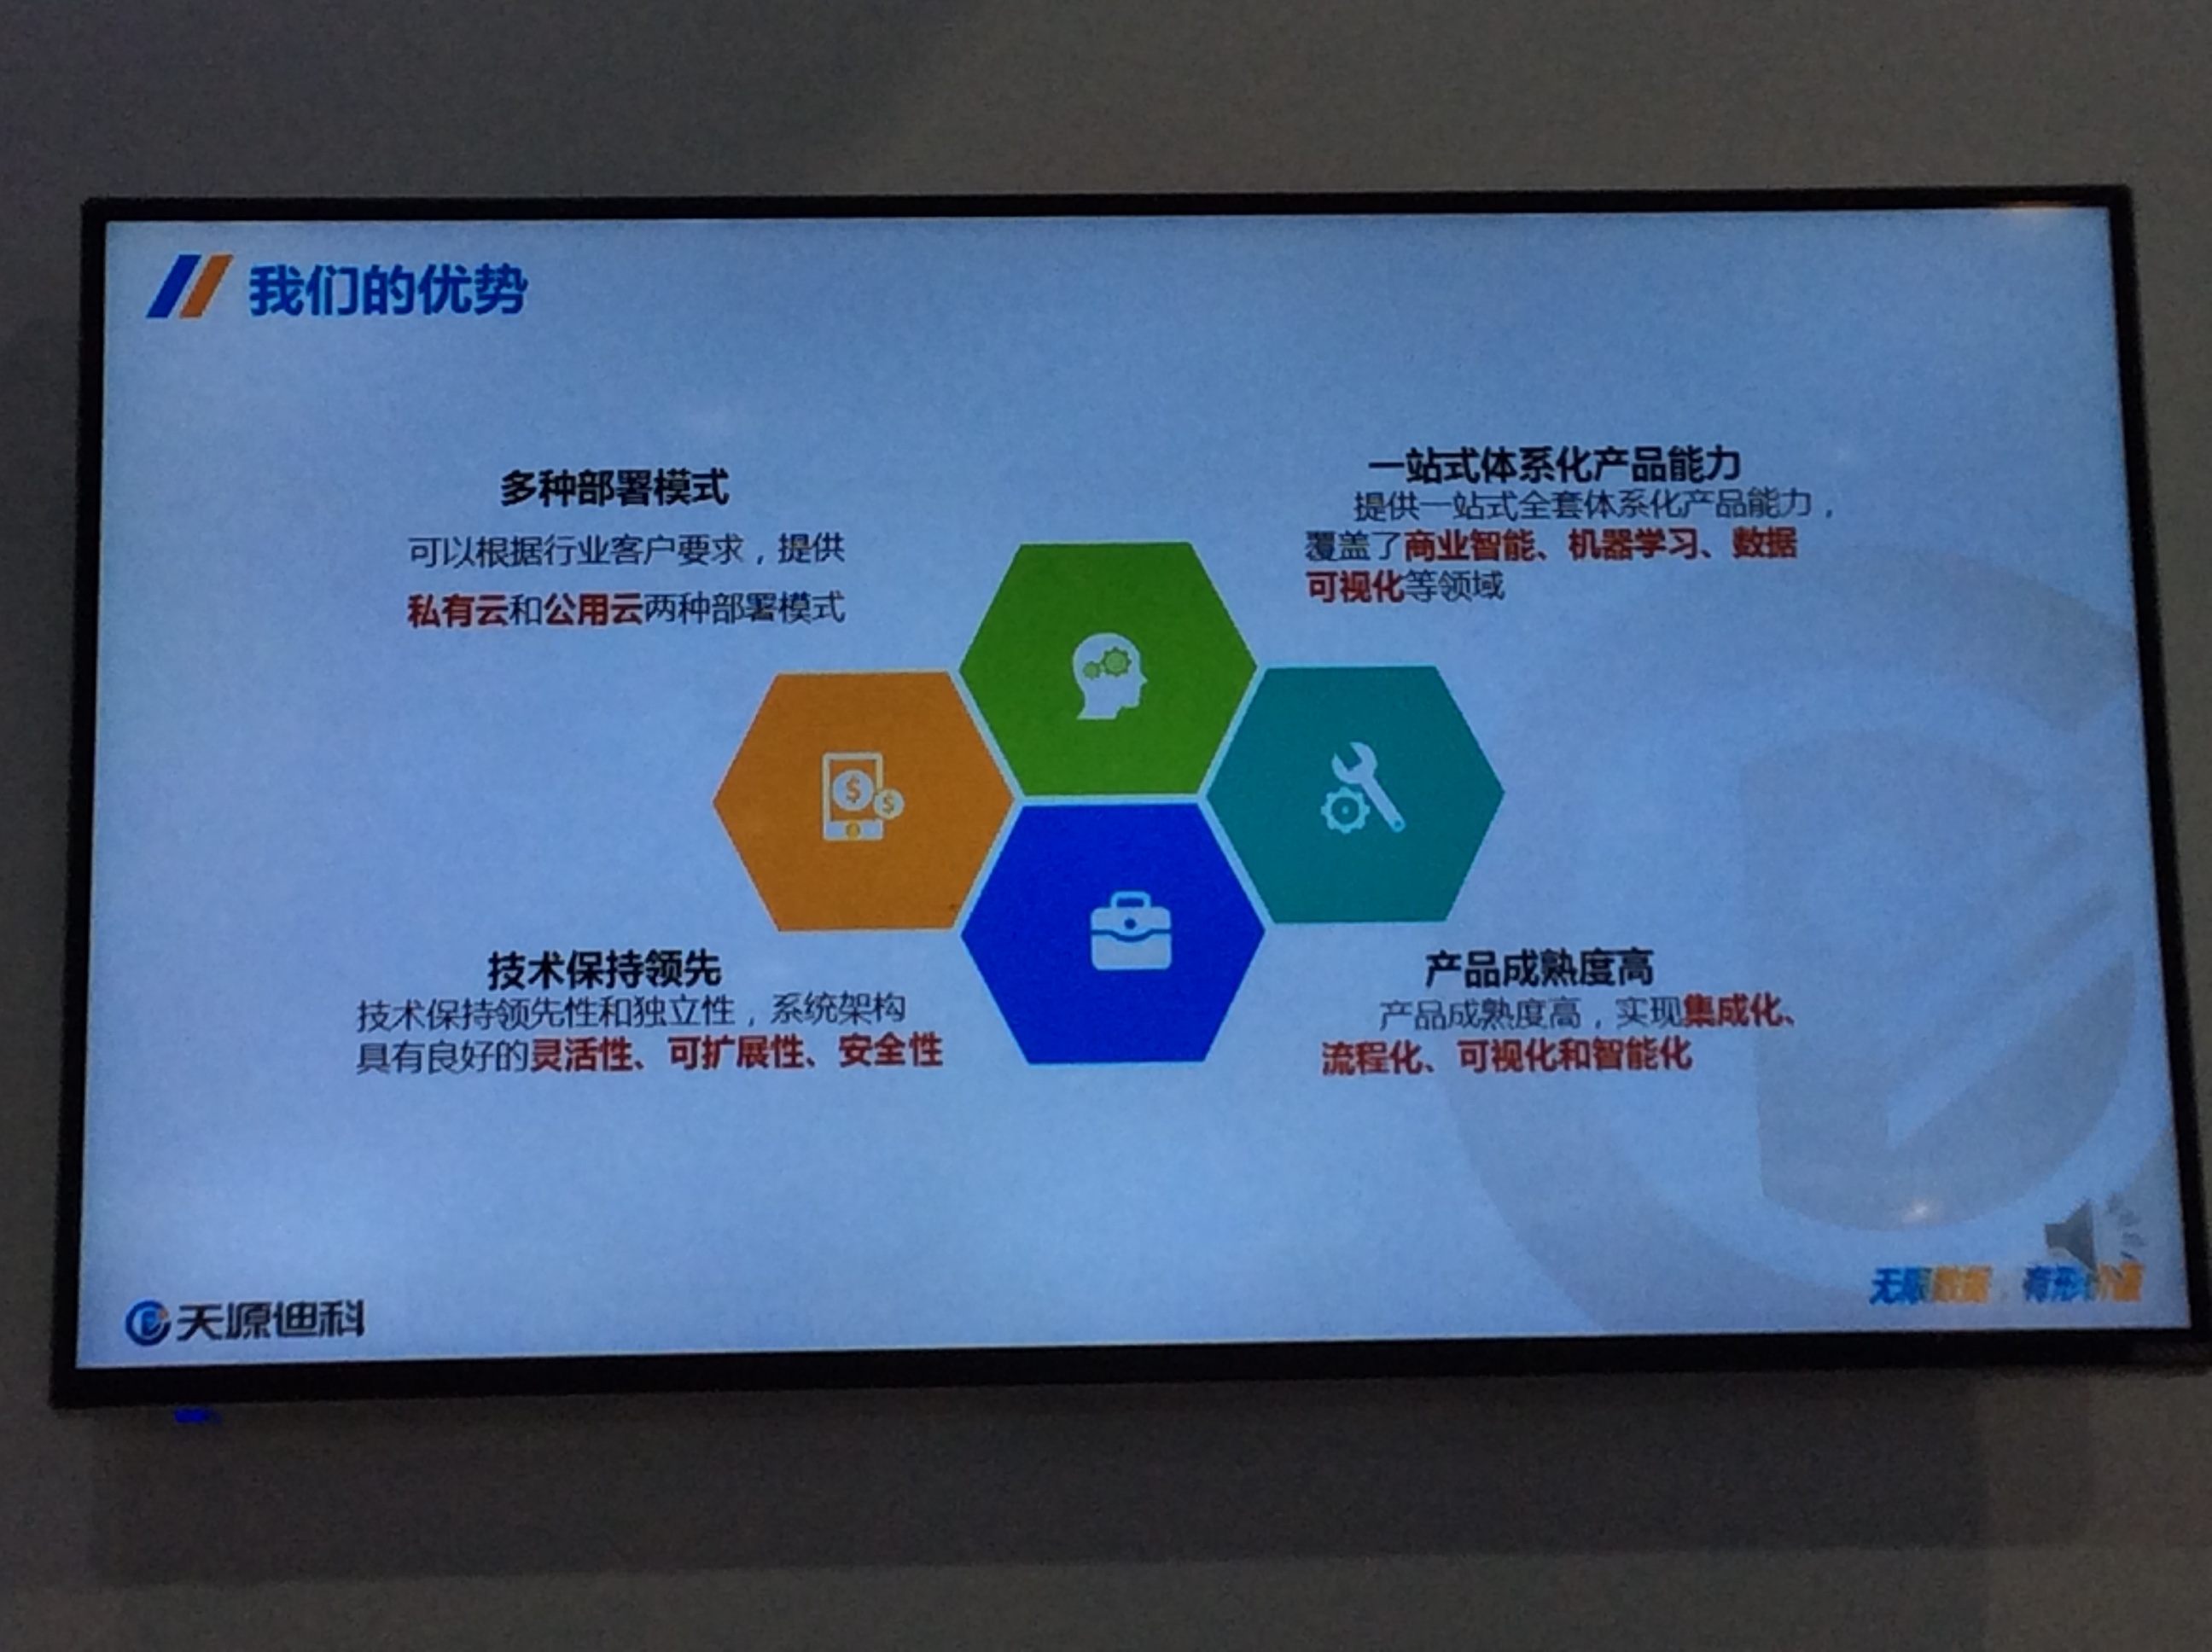 我们的优势
多种部署模式
可以根据行业客户要求，提供
私有云和公用云两种部署模式
一站式体系化产品能力
提供一站式全套体系化产品能力，
覆盖了商业智能、机器学习、数据
可视化等领域
技术保持领先
技术保持领先性和独立性，系统架构
具有良好的灵活性、可扩展性、安全性
产品成熟度高
产品成熟度高，实现集成化、
流程化、可视化和智能化
天源迪科
无限数据，有形价值